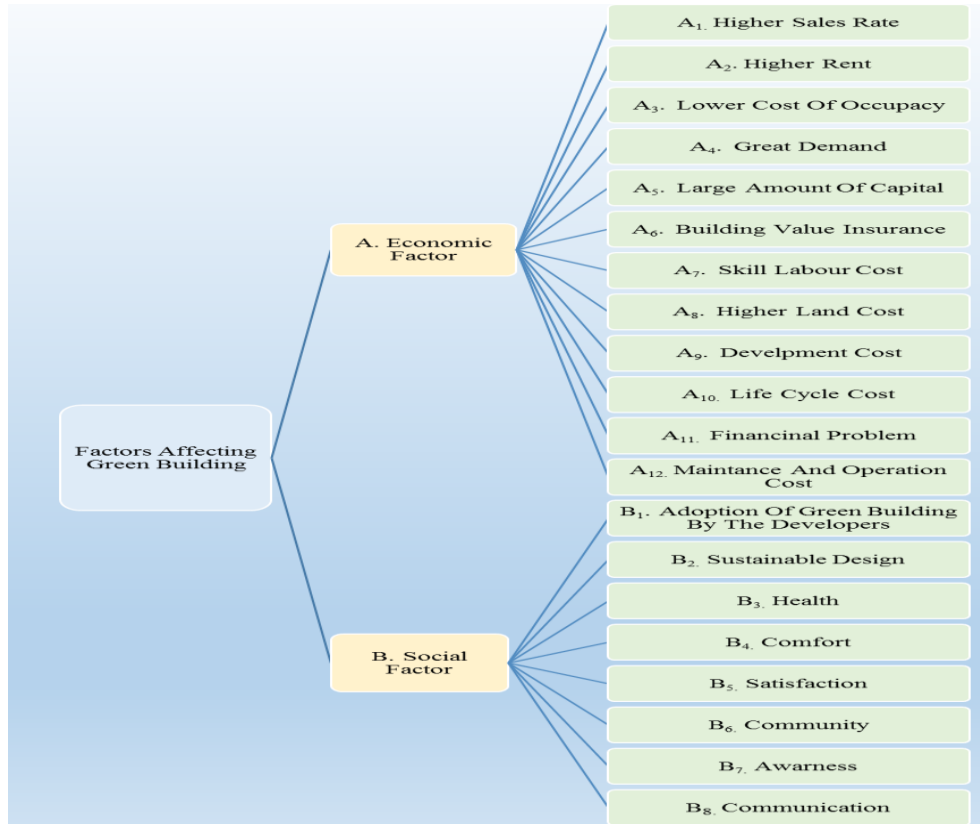 Factors Affecting
Green Building
A. Economic
Factor
A₁. Higher Sales Rate
A₂. Higher Rent
A₃. Lower Cost Of Occupacy
A₄. Great Demand
A₅. Large Amount Of Capital
A₆. Building Value Insurance
A₇. Skill Labour Cost
A₈. Higher Land Cost
A₉. Develpment Cost
A₁₀. Life Cycle Cost
A₁₁. Financinal Problem
A₁₂. Maintance And Operation
Cost
B. Social
Factor
B₁. Adoption Of Green Building
By The Developers
B₂. Sustainable Design
B₃. Health
B₄. Comfort
B₅. Satisfaction
B₆. Community
B₇. Awarness
B₈. Communication